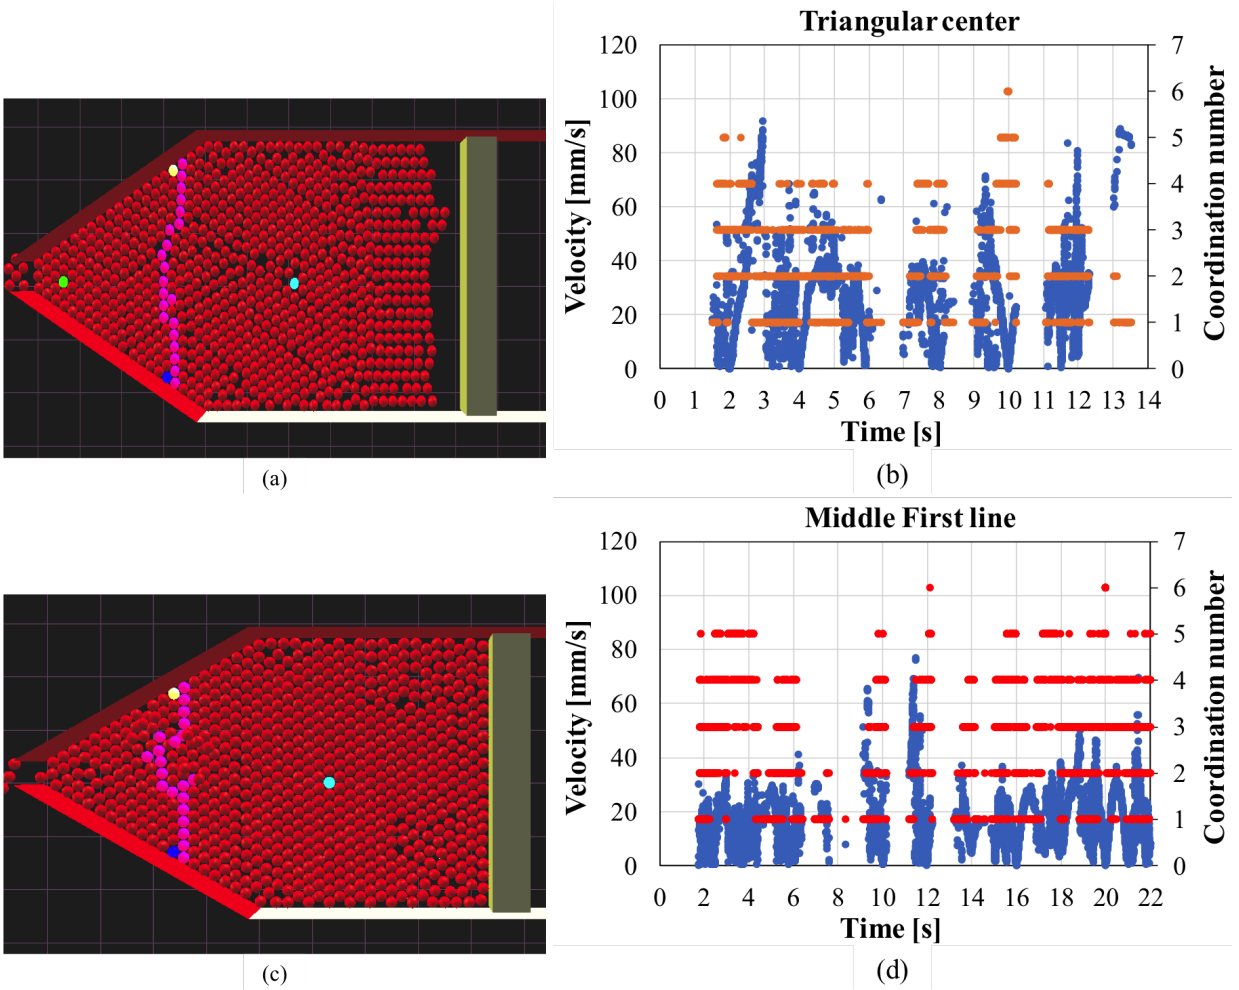 Triangular center
120
100
80
60
40
20
0
Velocity [mm/s]
7
6
5
4
3
2
1
0
Coordination number
0 1 2 3 4 5 6 7 8 9 10 11 12 13 14
Time [s]
(a)
(b)
Middle First line
120
100
80
60
40
20
0
Velocity [mm/s]
7
6
5
4
3
2
1
0
Coordination number
0 2 4 6 8 10 12 14 16 18 20 22
Time [s]
(c)
(d)